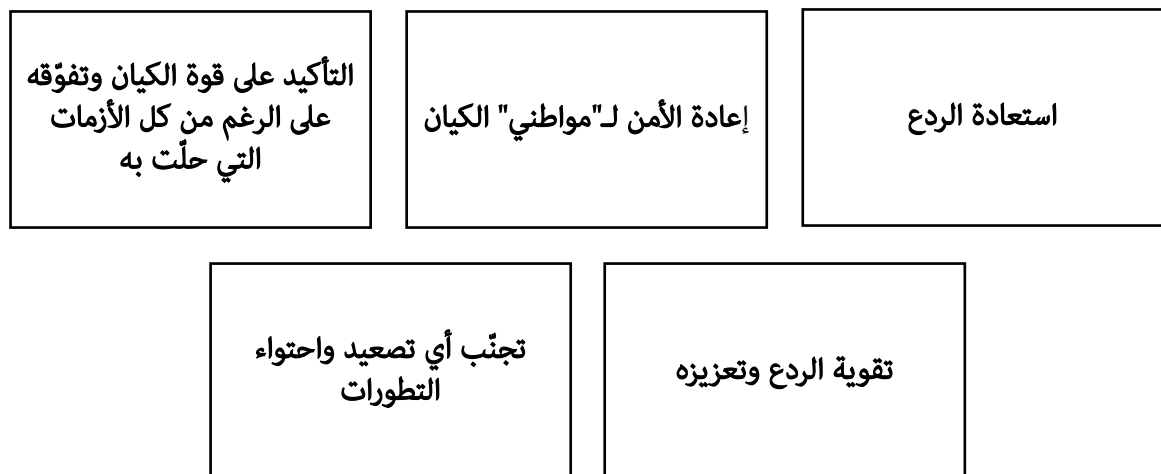 استعادة الردع
إعادة الأمن لـ"مواطني" الكيان
التأكيد على قوة الكيان وتفوّقه
على الرغم من كل الأزمات
التي حلّت به
تقوية الردع وتعزيزه
تجنّب أي تصعيد واحتواء
التطورات